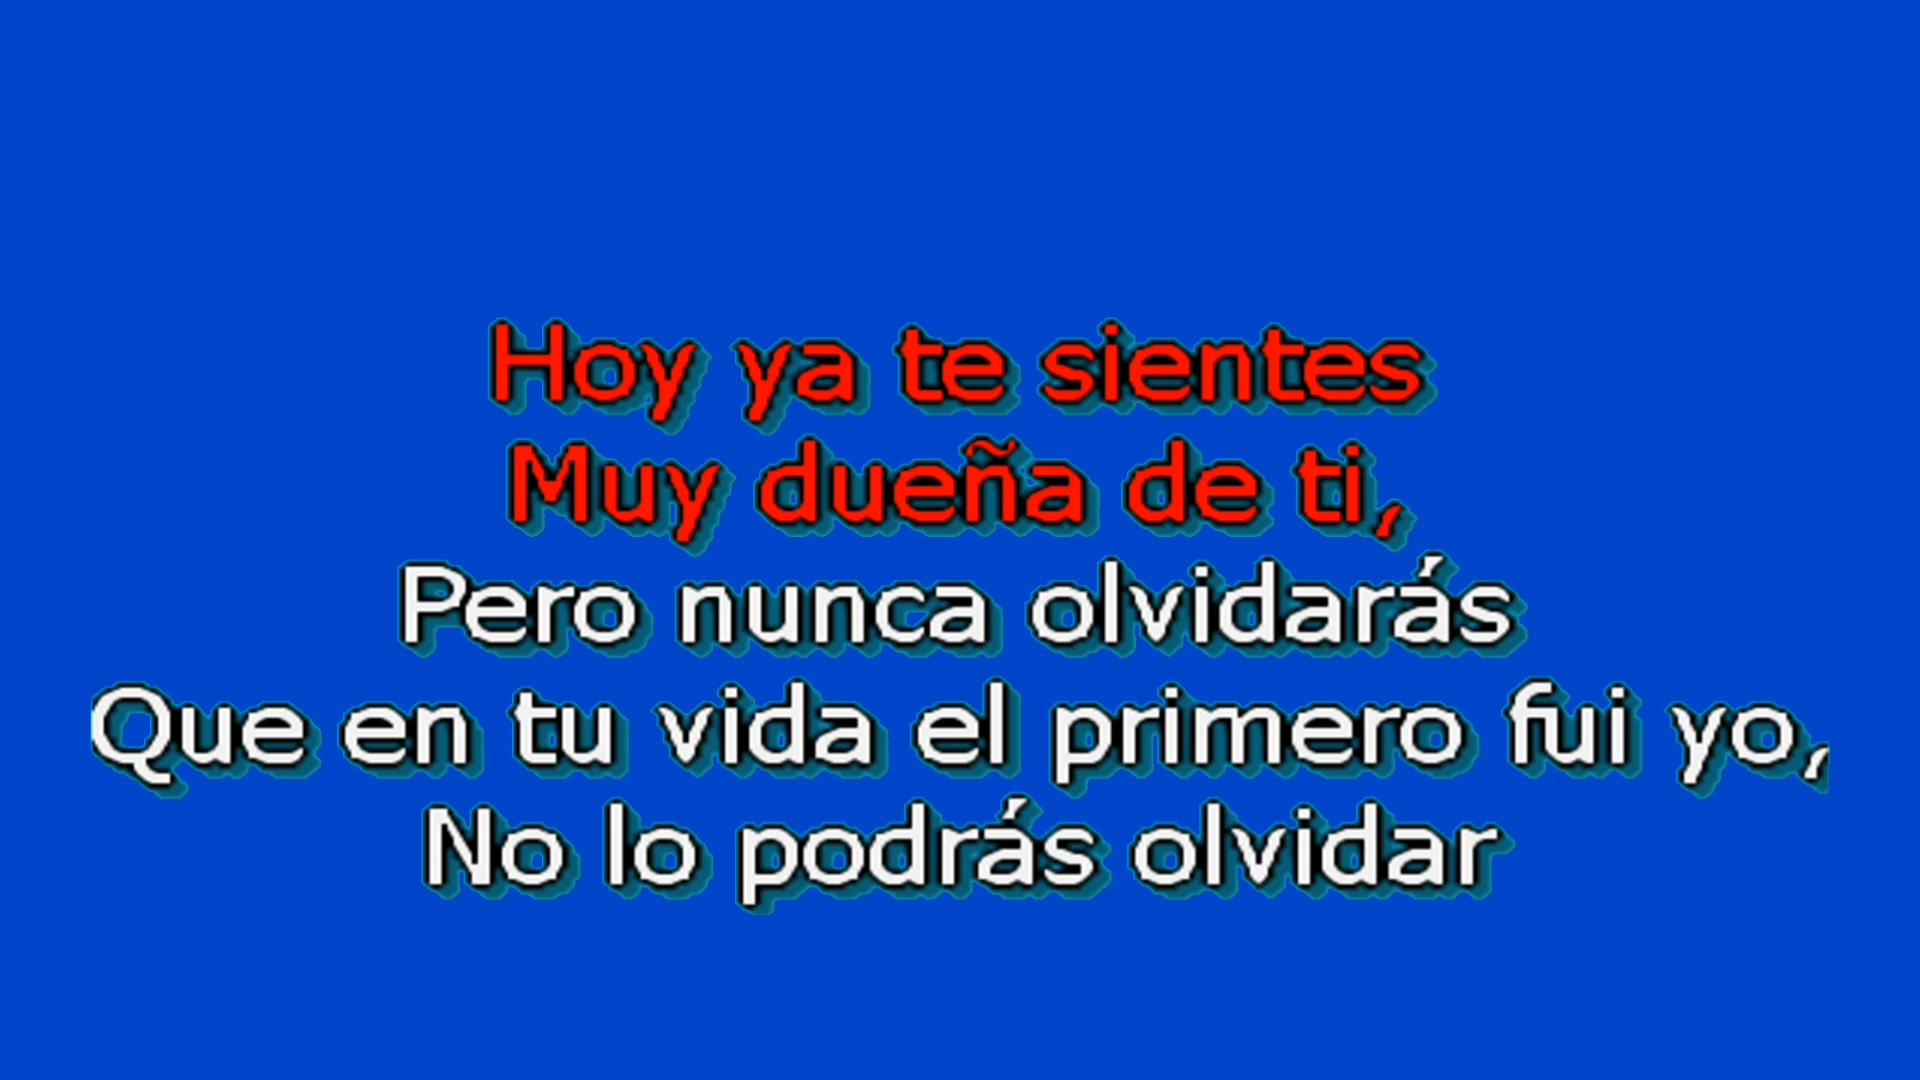 Hoy ya te sientes
Muy dueña de ti,
Pero nunca olvidarás
Que en tu vida el primero fui yo,
No lo podrás olvidar